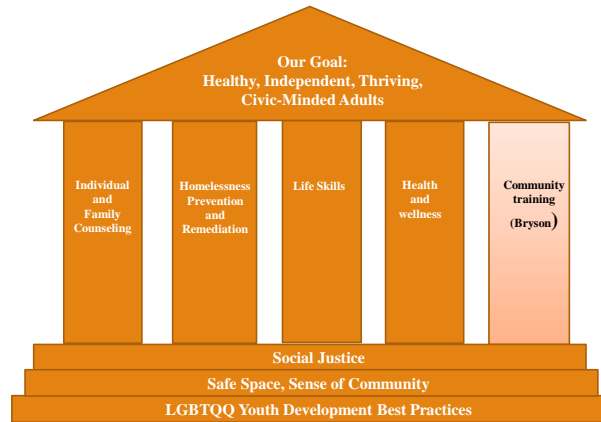 Our Goal:
Healthy, Independent, Thriving,
Civic-Minded Adults
Individual
and
Family
Counseling
Homelessness
Prevention
and
Remediation
Life Skills
Health
and
wellness
Community
training
(Bryson)
Social Justice
Safe Space, Sense of Community
LGBTQQ Youth Development Best Practices